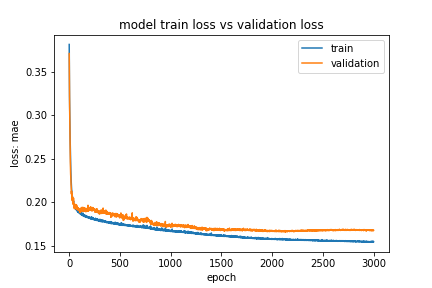 model train loss vs validation loss
train
validation
loss: mae
0.35
0.30
0.25
0.20
0.15
0 500 1000 1500 2000 2500 3000
epoch